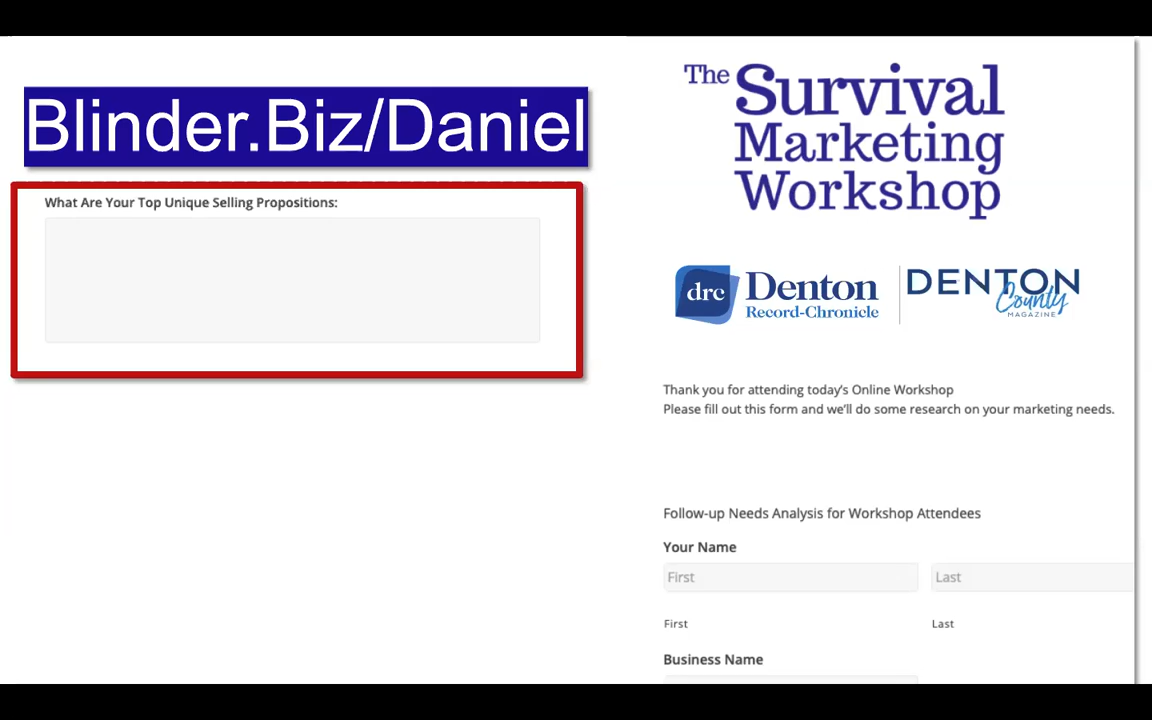 Blinder.Biz/Daniel
What Are Your Top Unique Selling Propositions:
The Survival
Marketing
Workshop
drc
Denton
Record-Chronicle
DENTON
County
MAGAZINE
Thank you for attending today's Online Workshop
Please fill out this form and we'll do some research on your marketing needs.
Follow-up Needs Analysis for Workshop Attendees
Your Name
First Last
First Last
Business Name